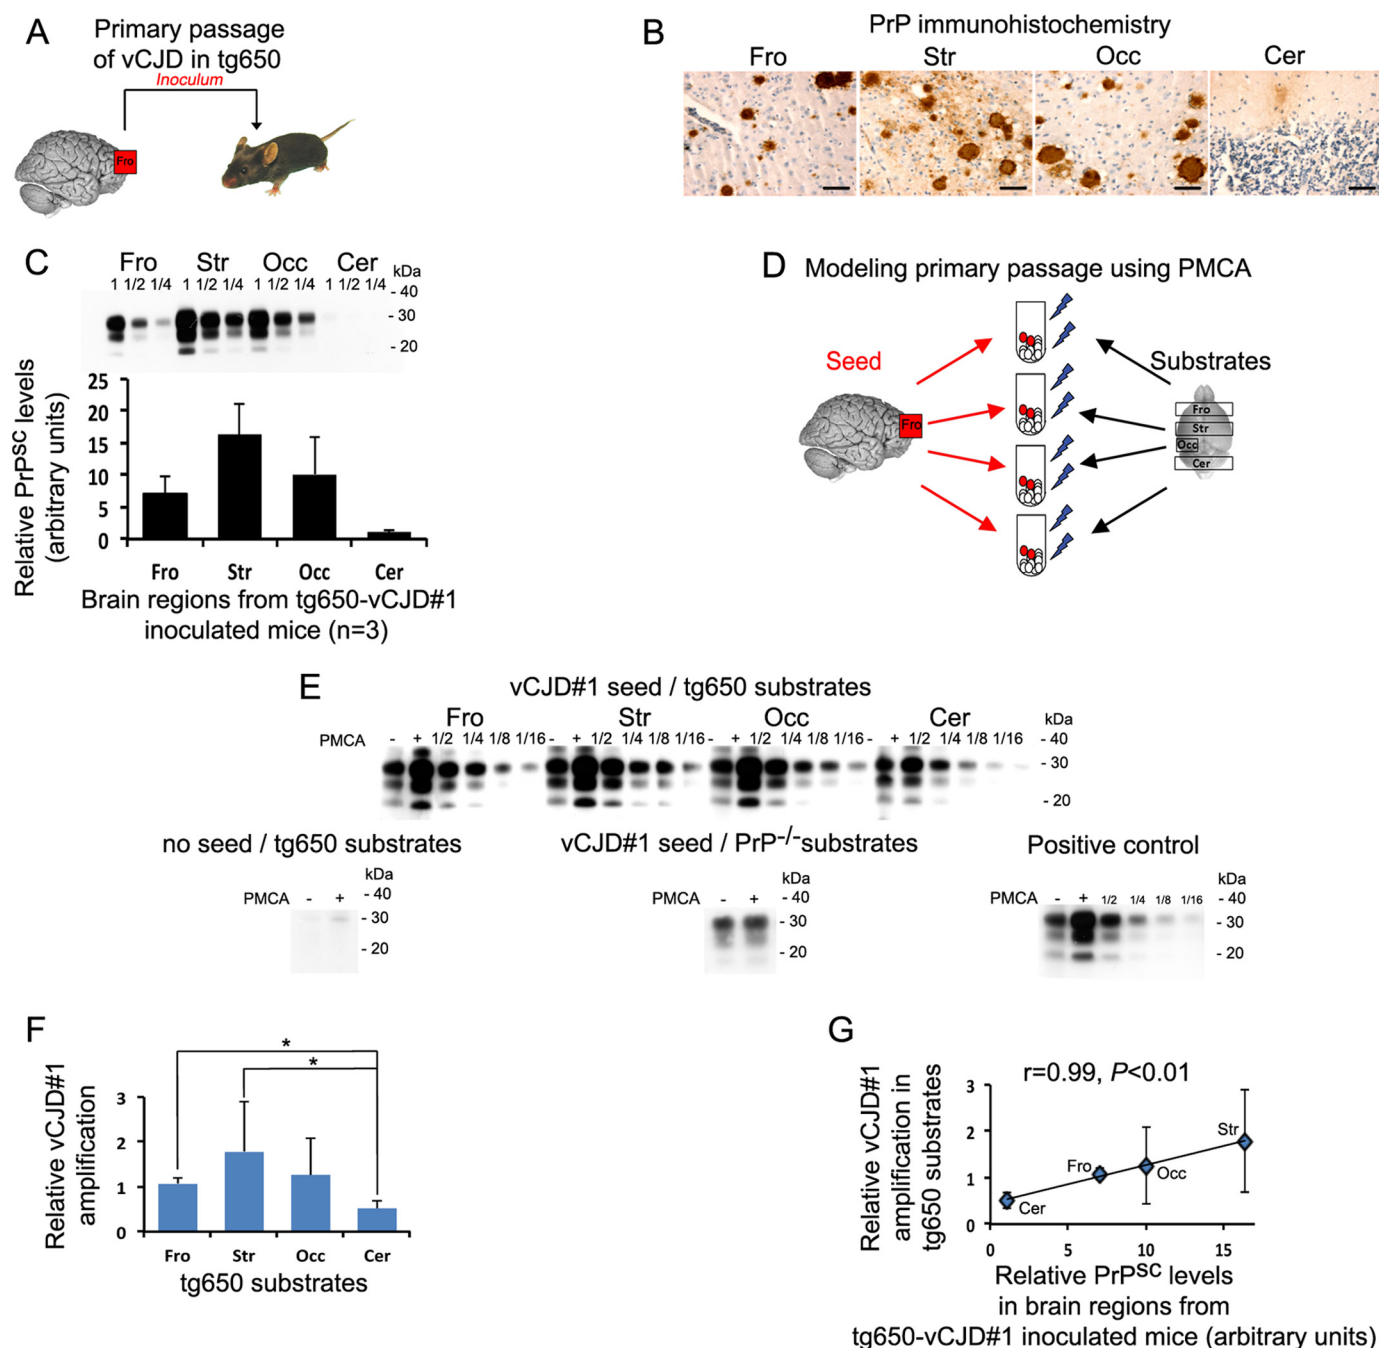 A
Primary passage
of vCJD in tg650
Inoculum
Fro
B
PrP immunohistochemistry
Fro Str Occ Cer
C
Fro Str Occ Cer
1 1/2 1/4 1 1/2 1/4 1 1/2 1/4 1 1/2 1/4
kDa
- 40
- 30
- 20
Relative PrPSC levels
(arbitrary units)
25
20
15
10
5
0
Fro Str Occ Cer
Brain regions from tg650-vCJD#1
inoculated mice (n=3)
D
Modeling primary passage using PMCA
Seed
Substrates
Fro
Fro
Str
Occ
Cer
E
vCJD#1 seed / tg650 substrates
Fro Str Occ Cer
PMCA - + 1/2 1/4 1/8 1/16 - + 1/2 1/4 1/8 1/16 - + 1/2 1/4 1/8 1/16 - + 1/2 1/4 1/8 1/16
kDa
- 40
- 30
- 20
no seed / tg650 substrates
PMCA - +
kDa
- 40
- 30
- 20
vCJD#1 seed / PrP-/-substrates
PMCA - +
kDa
- 40
- 30
- 20
Positive control
PMCA - + 1/2 1/4 1/8 1/16
kDa
- 40
- 30
- 20
F
Relative vCJD#1
amplification
3
2
1
0
* 
*
Fro Str Occ Cer
tg650 substrates
G
Relative vCJD#1
amplification in
tg650 substrates
r=0.99, P<0.01
3
2
1
0
Cer
Fro
Occ
Str
0 5 10 15
Relative PrPSC levels
in brain regions from
tg650-vCJD#1 inoculated mice (arbitrary units)